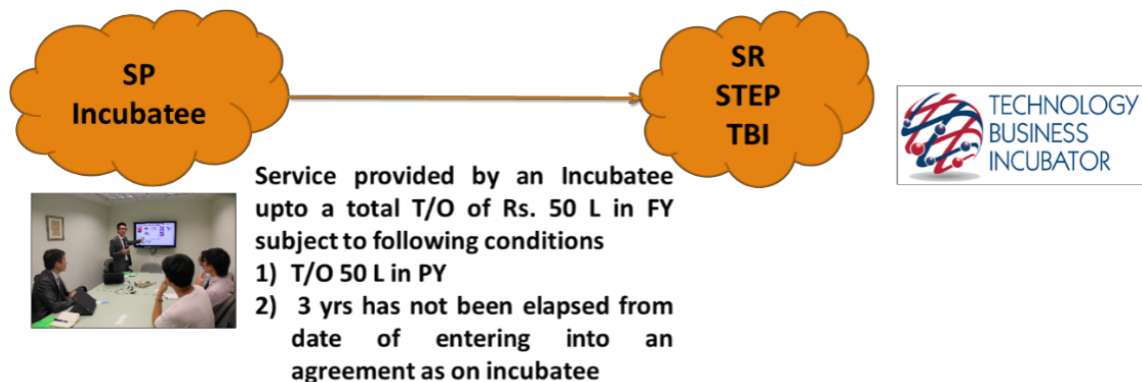 SP
Incubatee
SR
STEP
TBI
TECHNOLOGY
BUSINESS
INCUBATOR
Service provided by an Incubatee
upto a total T/O of Rs. 50 L in FY
subject to following conditions
1) T/O 50 L in PY
2) 3 yrs has not been elapsed from
date of entering into an
agreement as on incubatee